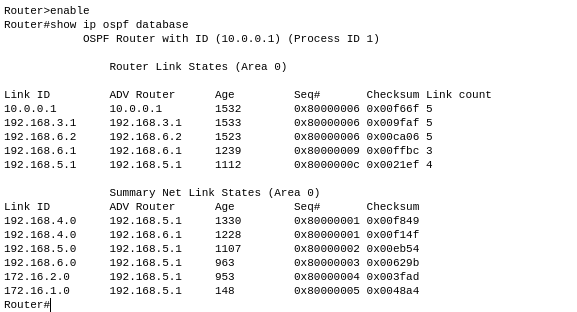 Router>enable
Router#show ip ospf database
OSPF Router with ID (10.0.0.1) (Process ID 1)
Router Link States (Area 0)
Link ID ADV Router Age Seq# Checksum Link count
10.0.0.1 10.0.0.1 1532 0x80000006 0x00f66f 5
192.168.3.1 192.168.3.1 1533 0x80000006 0x009faf 5
192.168.6.2 192.168.6.2 1523 0x80000006 0x00ca06 5
192.168.6.1 192.168.6.1 1239 0x80000009 0x00ffbc 3
192.168.5.1 192.168.5.1 1112 0x8000000c 0x0021ef 4
Summary Net Link States (Area 0)
Link ID ADV Router Age Seq# Checksum
192.168.4.0 192.168.5.1 1330 0x80000001 0x00f849
192.168.4.0 192.168.6.1 1228 0x80000001 0x00f14f
192.168.5.0 192.168.5.1 1107 0x80000002 0x00eb54
192.168.6.0 192.168.5.1 963 0x80000003 0x00629b
172.16.2.0 192.168.5.1 953 0x80000004 0x003fad
172.16.1.0 192.168.5.1 148 0x80000005 0x0048a4
Router#